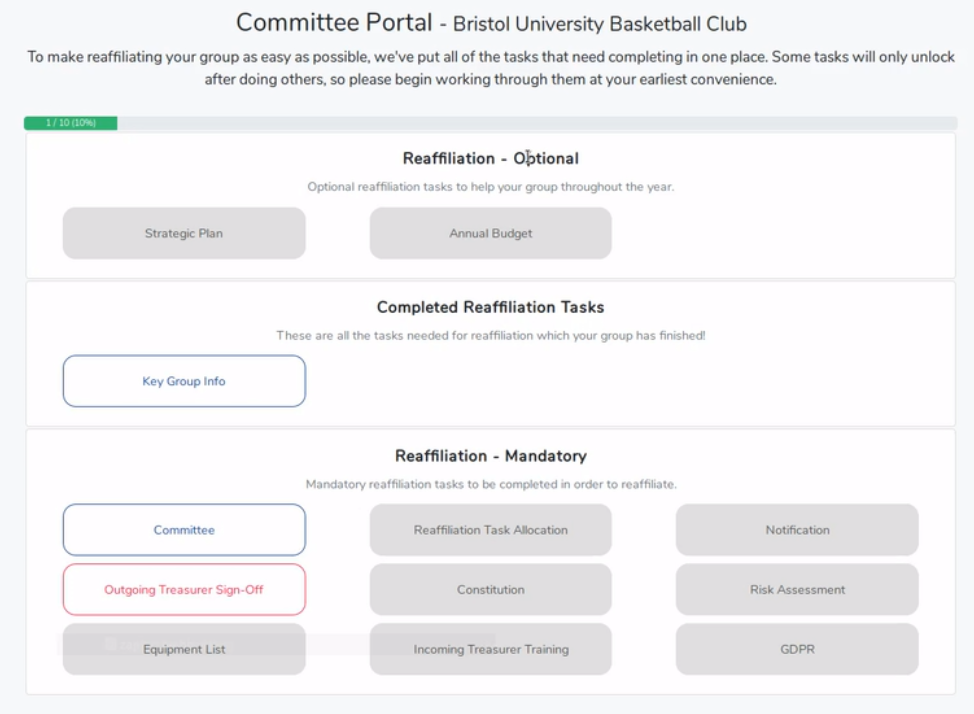 Committee Portal - Bristol University Basketball Club
To make reaffiliating your group as easy as possible, we've put all of the tasks that need completing in one place. Some tasks will only unlock
after doing others, so please begin working through them at your earliest convenience.
1 / 10 (10%)
Reaffiliation - Optional
Optional reaffiliation tasks to help your group throughout the year.
Strategic Plan
Annual Budget
Completed Reaffiliation Tasks
These are all the tasks needed for reaffiliation which your group has finished!
Key Group Info
Reaffiliation - Mandatory
Mandatory reaffiliation tasks to be completed in order to reaffiliate.
Committee
Reaffiliation Task Allocation
Notification
Outgoing Treasurer Sign-Off
Constitution
Risk Assessment
Equipment List
Incoming Treasurer Training
GDPR